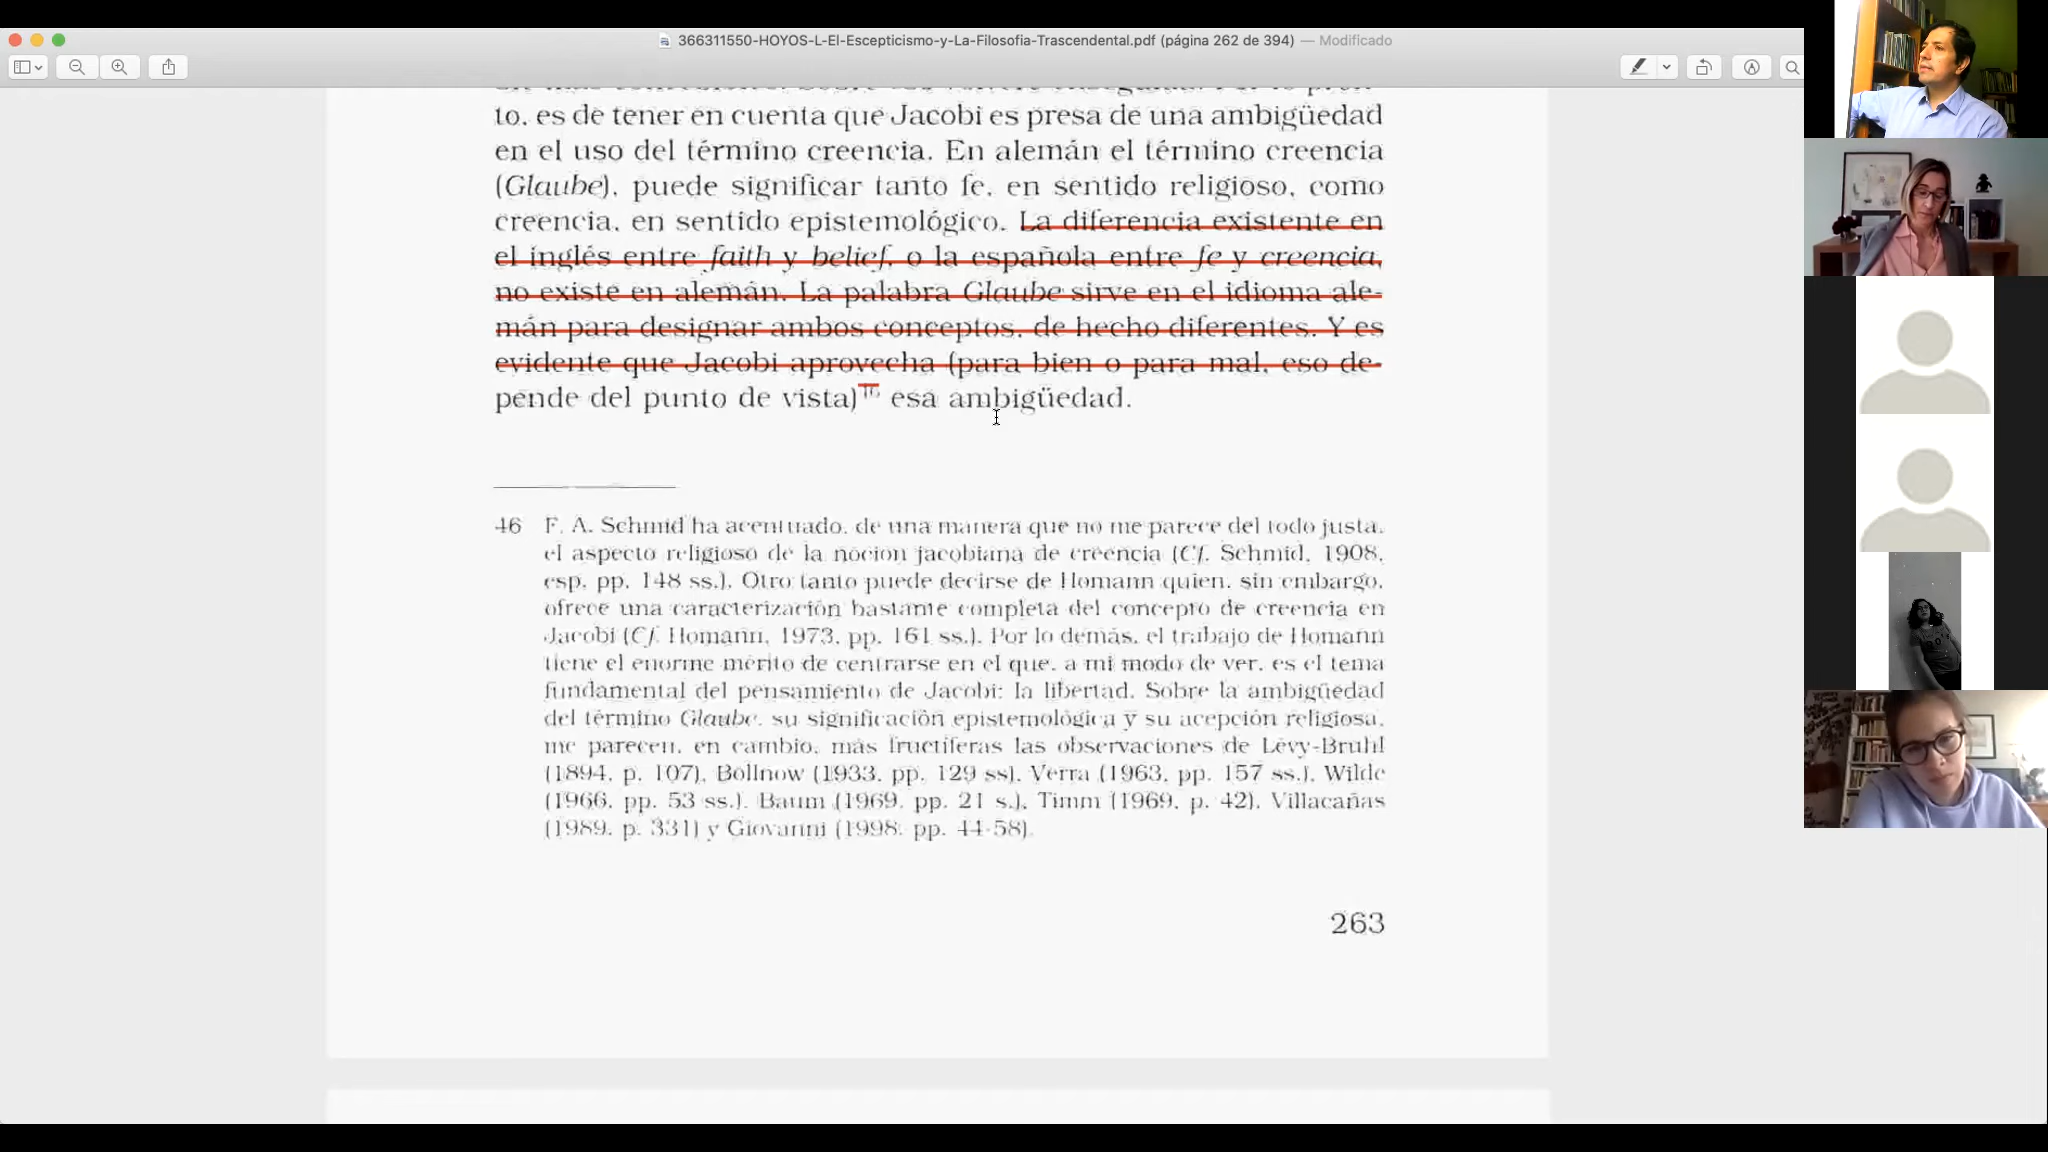 366311550-HOYOS-L-El-Escepticismo-y-La-Filosofia-Trascendental.pdf (página 262 de 394) — Modificado
to, es de tener en cuenta que Jacobi es presa de una ambigüedad
en el uso del término creencia. En alemán el término creencia
(Glaube), puede significar tanto fe, en sentido religioso, como
creencia, en sentido epistemológico. La diferencia existente en
el inglés entre faith y belief, o la española entre fe y creencia,
no existe en alemán. La palabra Glaube sirve en el idioma ale-
mán para designar ambos conceptos, de hecho diferentes. Y es
evidente que Jacobi aprovecha (para bien o para mal, eso de-
pende del punto de vista) esa ambigüedad.
46 F. A. Schmid ha acentuado, de una manera que no me parece del todo justa,
el aspecto religioso de la noción jacobiana de creencia (Cf. Schmid, 1908,
esp. pp. 148 ss.). Otro tanto puede decirse de Homann quien, sin embargo,
ofrece una caracterización bastante completa del concepto de creencia en
Jacobi (Cf. Homann, 1973, pp. 161 ss.). Por lo demás, el trabajo de Homann
tiene el enorme mérito de centrarse en el que, a mi modo de ver, es el tema
fundamental del pensamiento de Jacobi: la libertad. Sobre la ambigüedad
del término Glaube, su significación epistemológica y su acepción religiosa,
me parecen, en cambio, más fructíferas las observaciones de Lévy-Bruhl
(1894, p. 107), Bollnow (1933, pp. 129 ss), Verra (1963, pp. 157 ss.), Wilde
(1966, pp. 53 ss.), Baum (1969, pp. 21 s.), Timm (1969, p. 42), Villacañas
(1989, p. 331) y Giovanni (1998, pp. 44-58).
263